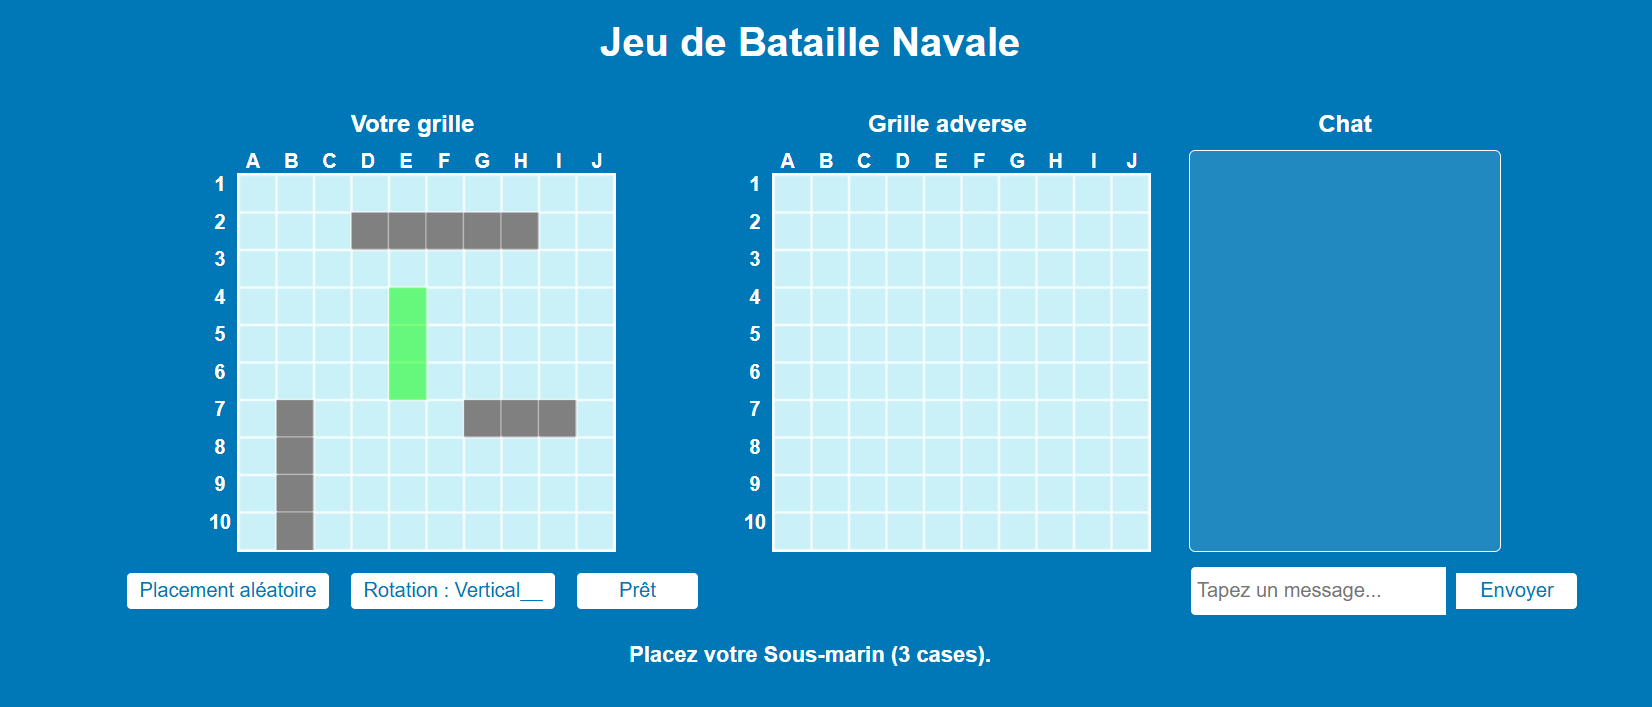 Jeu de Bataille Navale
Votre grille
A B C D E F G H I J
1
2
3
4
5
6
7
8
9
10
Placement aléatoire
Rotation : Vertical__
Prêt
Grille adverse
A B C D E F G H I J
1
2
3
4
5
6
7
8
9
10
Chat
Tapez un message...
Envoyer
Placez votre Sous-marin (3 cases).